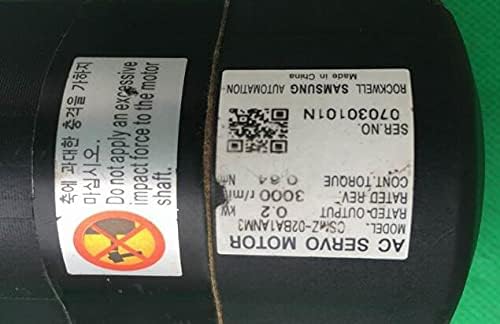 축에 과대한 충격을 가하지
마십시오.
Do not apply an excessive
impact force to the motor
shaft.
AC SERVO MOTOR
MODEL. CSMZ-02BA1ANM3
RATED OUTPUT 0.2 kW
RATED REV. 3000 r/min
CONT.TORQUE 0.64
SER.NO. 07030101N
ROCKWELL SAMSUNG AUTOMATION
Made in China